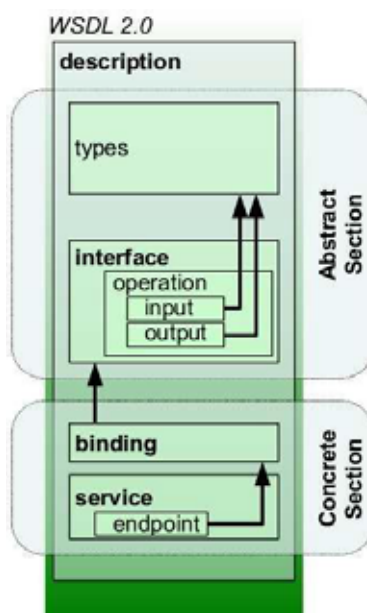 WSDL 2.0
description
types
interface
operation
input
output
Abstract
Section
binding
service
endpoint
Concrete
Section